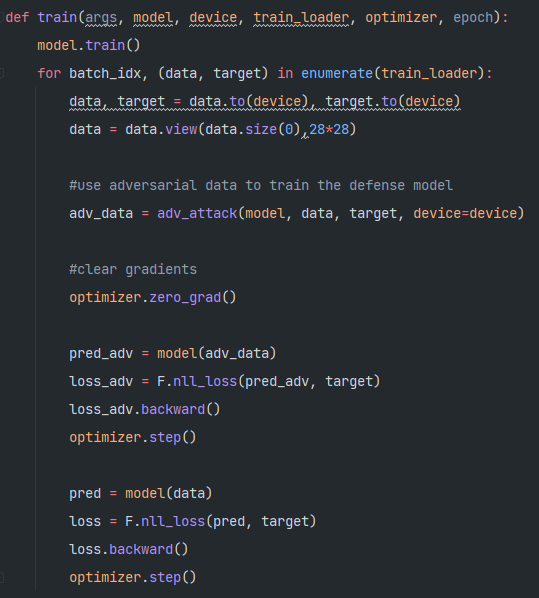 def train(args, model, device, train_loader, optimizer, epoch):
    model.train()
    for batch_idx, (data, target) in enumerate(train_loader):
        data, target = data.to(device), target.to(device)
        data = data.view(data.size(0),28*28)
        #use adversarial data to train the defense model
        adv_data = adv_attack(model, data, target, device=device)
        #clear gradients
        optimizer.zero_grad()
        pred_adv = model(adv_data)
        loss_adv = F.nll_loss(pred_adv, target)
        loss_adv.backward()
        optimizer.step()
        pred = model(data)
        loss = F.nll_loss(pred, target)
        loss.backward()
        optimizer.step()